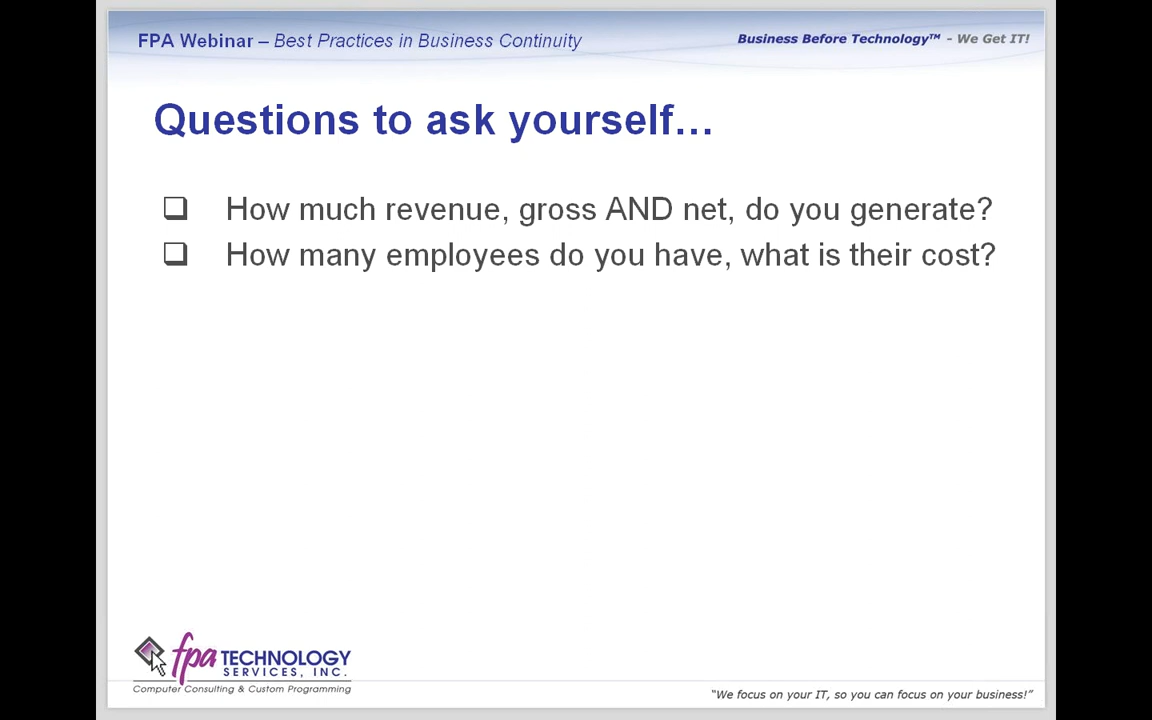 FPA Webinar – Best Practices in Business Continuity
Business Before Technology™ - We Get IT!
Questions to ask yourself...
❑ How much revenue, gross AND net, do you generate?
❑ How many employees do you have, what is their cost?
fpa TECHNOLOGY
SERVICES, INC.
Computer Consulting & Custom Programming
“We focus on your IT, so you can focus on your business!”